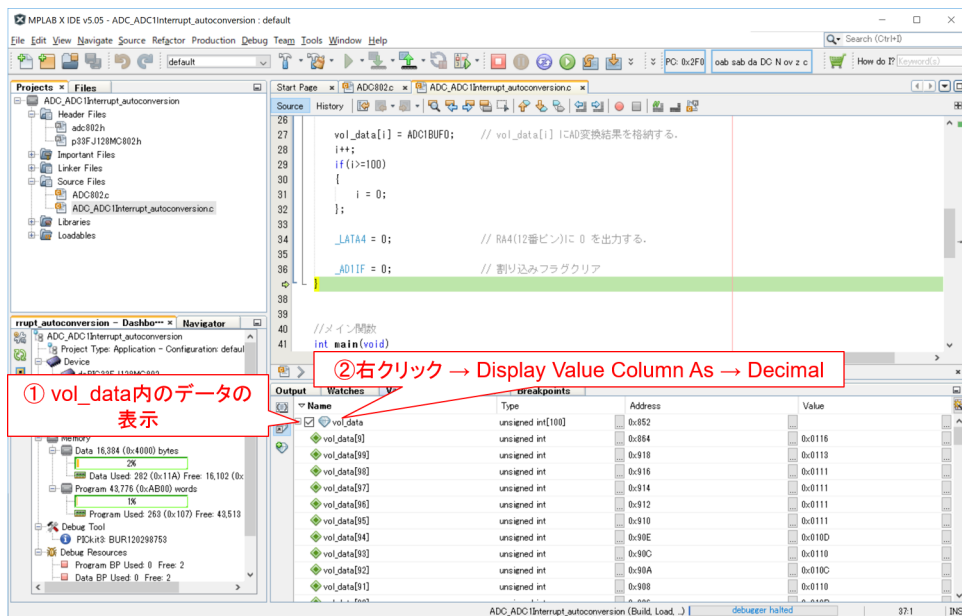 MPLAB X IDE v5.05 - ADC_ADC1Interrupt_autoconversion : default
File Edit View Navigate Source Refactor Production Debug Team Tools Window Help
Search (Ctrl+I)
default
PC: 0x2F0
oab sab da DC N ov z c
How do I?
Keyword(s)
Projects × Files
ADC_ADC1Interrupt_autoconversion
Header Files
adc802.h
p33FJ128MC802.h
Important Files
Linker Files
Source Files
ADC802.c
ADC_ADC1Interrupt_autoconversion.c
Libraries
Loadables
Start Page × ADC802.c × ADC_ADC1Interrupt_autoconversion.c ×
Source History
26
27 vol_data[i] = ADC1BUF0; // vol_data[i] にAD変換結果を格納する.
28 i++;
29 if(i>=100)
30 {
31 i = 0;
32 };
33
34 _LATA4 = 0; // RA4(12番ピン)に 0 を出力する.
35
36 _AD1IF = 0; // 割り込みフラグクリア
}
38
39
40 //メイン関数
41 int main(void)
rrupt_autoconversion - Dashbo... × Navigator
ADC_ADC1Interrupt_autoconversion
Project Type: Application - Configuration: defaul
Device
② 右クリック → Display Value Column As → Decimal
① vol_data内のデータの
表示
Memory
Data 16,384 (0x4000) bytes
2%
Data Used: 282 (0x11A) Free: 16,102 (0x
Program 43,776 (0xAB00) words
1%
Program Used: 263 (0x107) Free: 43,513
Debug Tool
PICkit3: BUR120298753
Debug Resources
Program BP Used: 0 Free: 2
Data BP Used: 0 Free: 2
Output Watches Breakpoints
Name Type Address Value
vol_data unsigned int[100] 0x852
vol_data[9] unsigned int 0x864 0x0116
vol_data[99] unsigned int 0x918 0x0113
vol_data[98] unsigned int 0x916 0x0111
vol_data[97] unsigned int 0x914 0x0111
vol_data[96] unsigned int 0x912 0x0111
vol_data[95] unsigned int 0x910 0x0111
vol_data[94] unsigned int 0x90E 0x010D
vol_data[93] unsigned int 0x90C 0x0110
vol_data[92] unsigned int 0x90A 0x010C
vol_data[91] unsigned int 0x908 0x0110
ADC_ADC1Interrupt_autoconversion (Build, Load, ...) debugger halted 37:1 INS